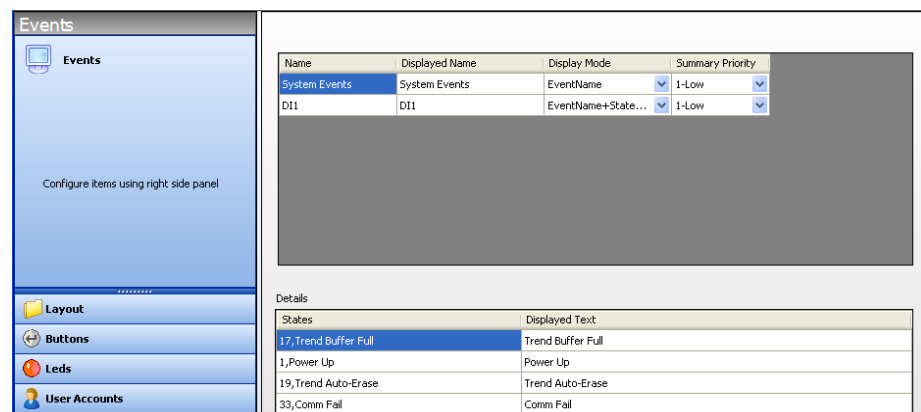 Events
Events
Configure items using right side panel
Layout
Buttons
Leds
User Accounts
Name Displayed Name Display Mode Summary Priority
System Events System Events EventName 1-Low
DI1 DI1 EventName+State... 1-Low
Details
States Displayed Text
17,Trend Buffer Full Trend Buffer Full
1,Power Up Power Up
19,Trend Auto-Erase Trend Auto-Erase
33,Comm Fail Comm Fail